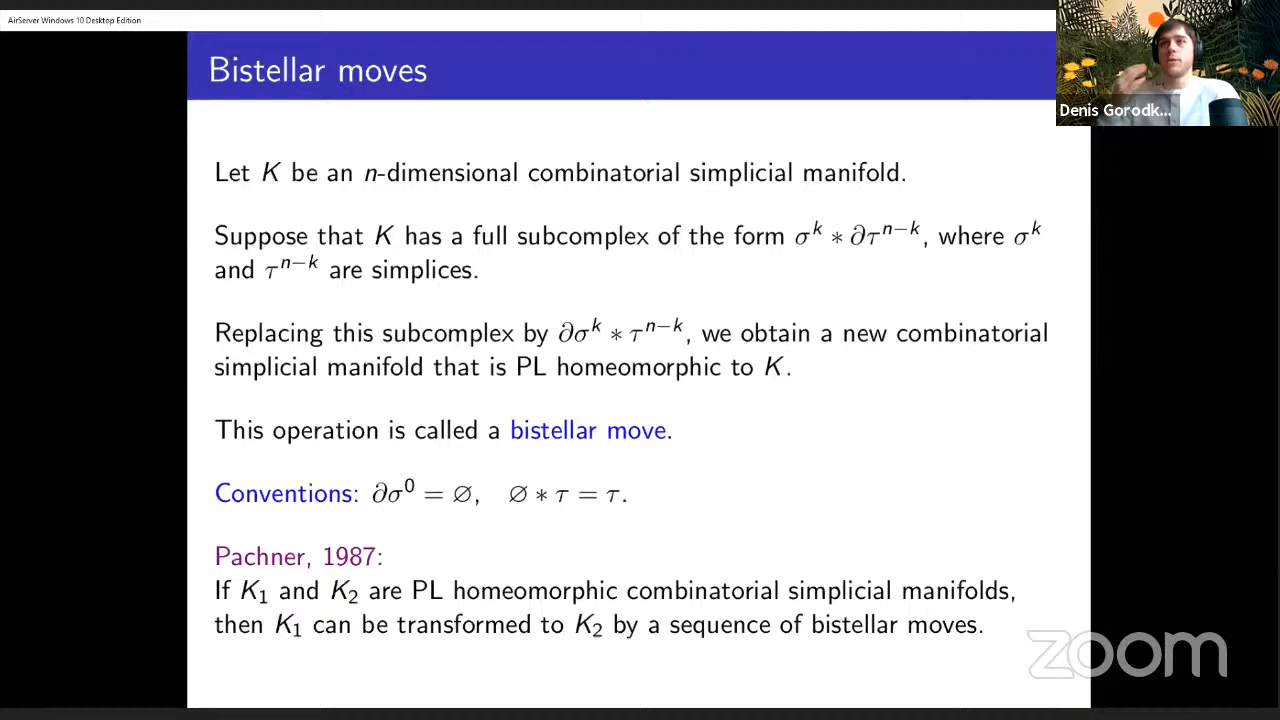 AirServer Windows 10 Desktop Edition
Bistellar moves
Denis Gorodk...
Let K be an n-dimensional combinatorial simplicial manifold.
Suppose that K has a full subcomplex of the form σ^k ∗ ∂τ^{n−k}, where σ^k
and τ^{n−k} are simplices.
Replacing this subcomplex by ∂σ^k ∗ τ^{n−k}, we obtain a new combinatorial
simplicial manifold that is PL homeomorphic to K.
This operation is called a bistellar move.
Conventions: ∂σ^0 = ∅, ∅ ∗ τ = τ.
Pachner, 1987:
If K_1 and K_2 are PL homeomorphic combinatorial simplicial manifolds,
then K_1 can be transformed to K_2 by a sequence of bistellar moves.
zoom